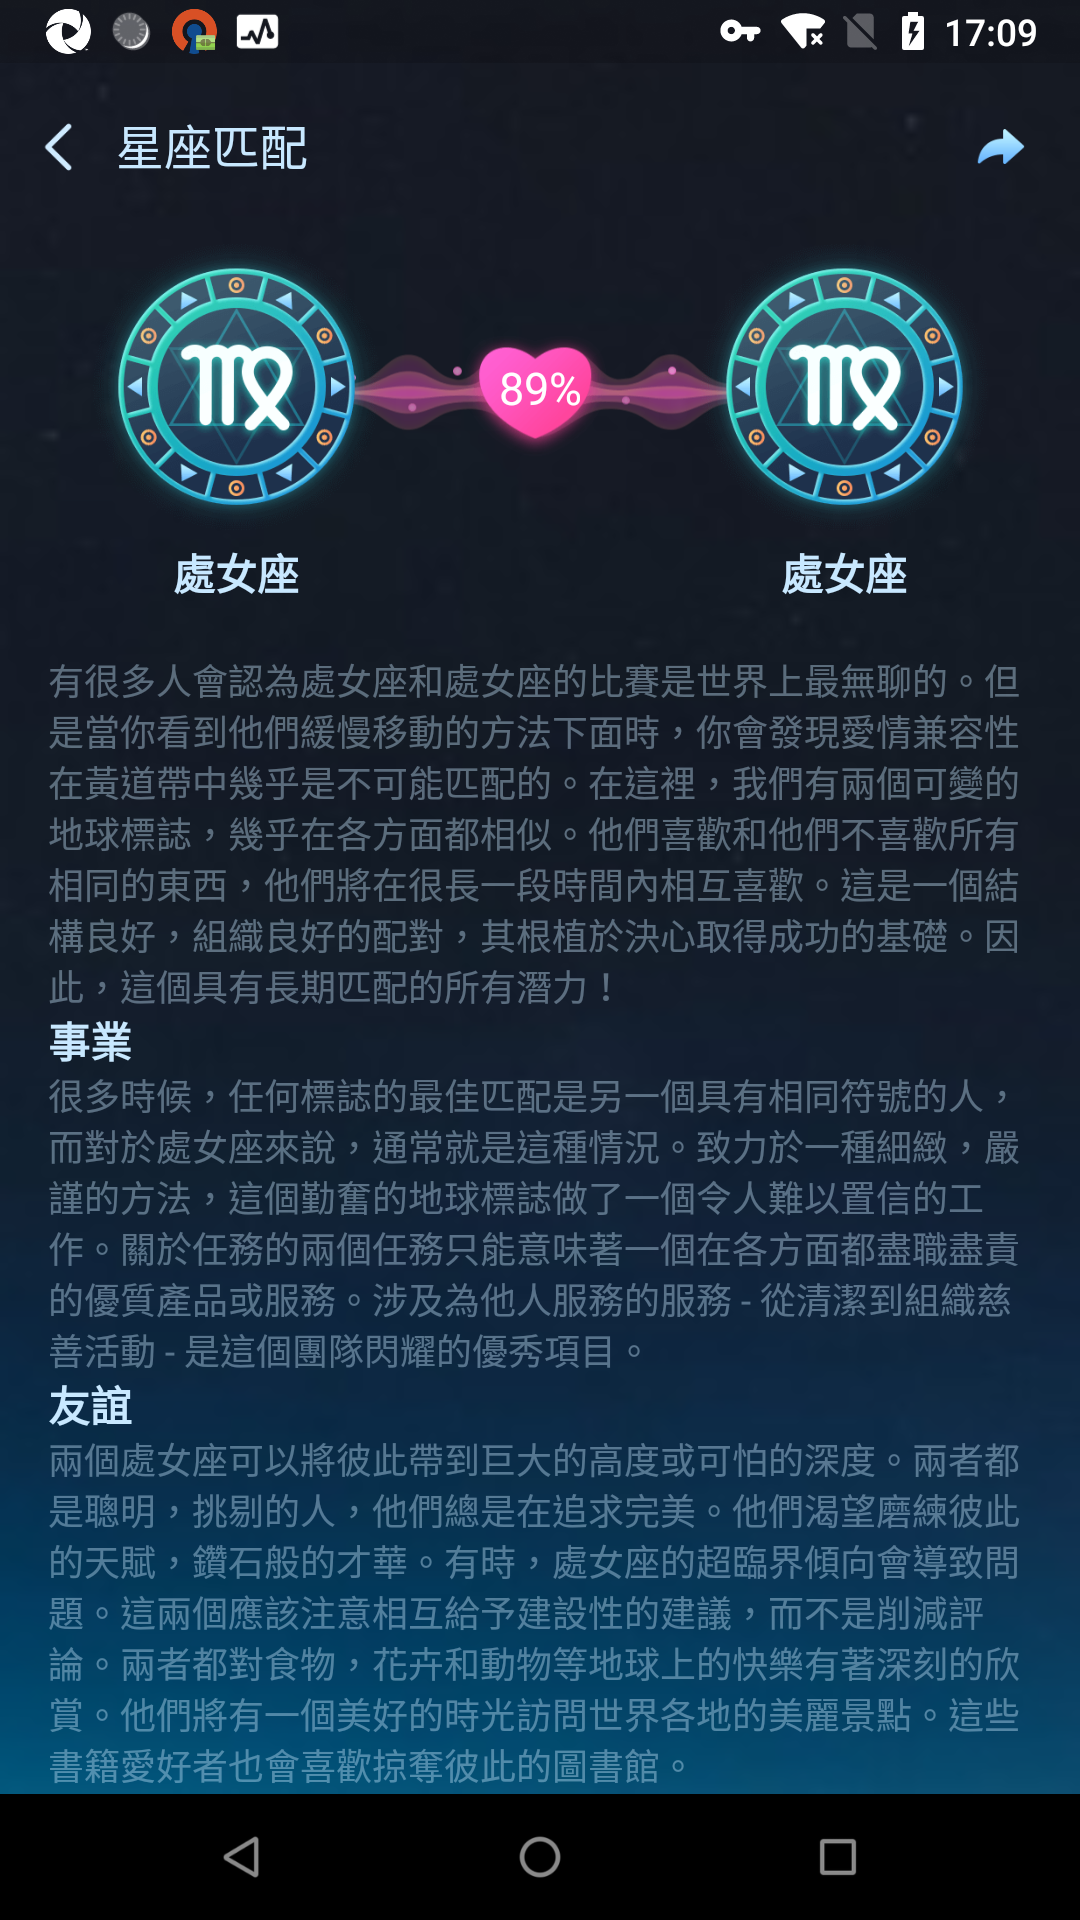 17:09
星座匹配
89%
處女座
處女座
有很多人會認為處女座和處女座的比賽是世界上最無聊的。但
是當你看到他們緩慢移動的方法下面時，你會發現愛情兼容性
在黃道帶中幾乎是不可能匹配的。在這裡，我們有兩個可變的
地球標誌，幾乎在各方面都相似。他們喜歡和他們不喜歡所有
相同的東西，他們將在很長一段時間內相互喜歡。這是一個結
構良好，組織良好的配對，其根植於決心取得成功的基礎。因
此，這個具有長期匹配的所有潛力！
事業
很多時候，任何標誌的最佳匹配是另一個具有相同符號的人，
而對於處女座來說，通常就是這種情況。致力於一種細緻，嚴
謹的方法，這個勤奮的地球標誌做了一個令人難以置信的工
作。關於任務的兩個任務只能意味著一個在各方面都盡職盡責
的優質產品或服務。涉及為他人服務的服務 - 從清潔到組織慈
善活動 - 是這個團隊閃耀的優秀項目。
友誼
兩個處女座可以將彼此帶到巨大的高度或可怕的深度。兩者都
是聰明，挑剔的人，他們總是在追求完美。他們渴望磨練彼此
的天賦，鑽石般的才華。有時，處女座的超臨界傾向會導致問
題。這兩個應該注意相互給予建設性的建議，而不是削減評
論。兩者都對食物，花卉和動物等地球上的快樂有著深刻的欣
賞。他們將有一個美好的時光訪問世界各地的美麗景點。這些
書籍愛好者也會喜歡掠奪彼此的圖書館。